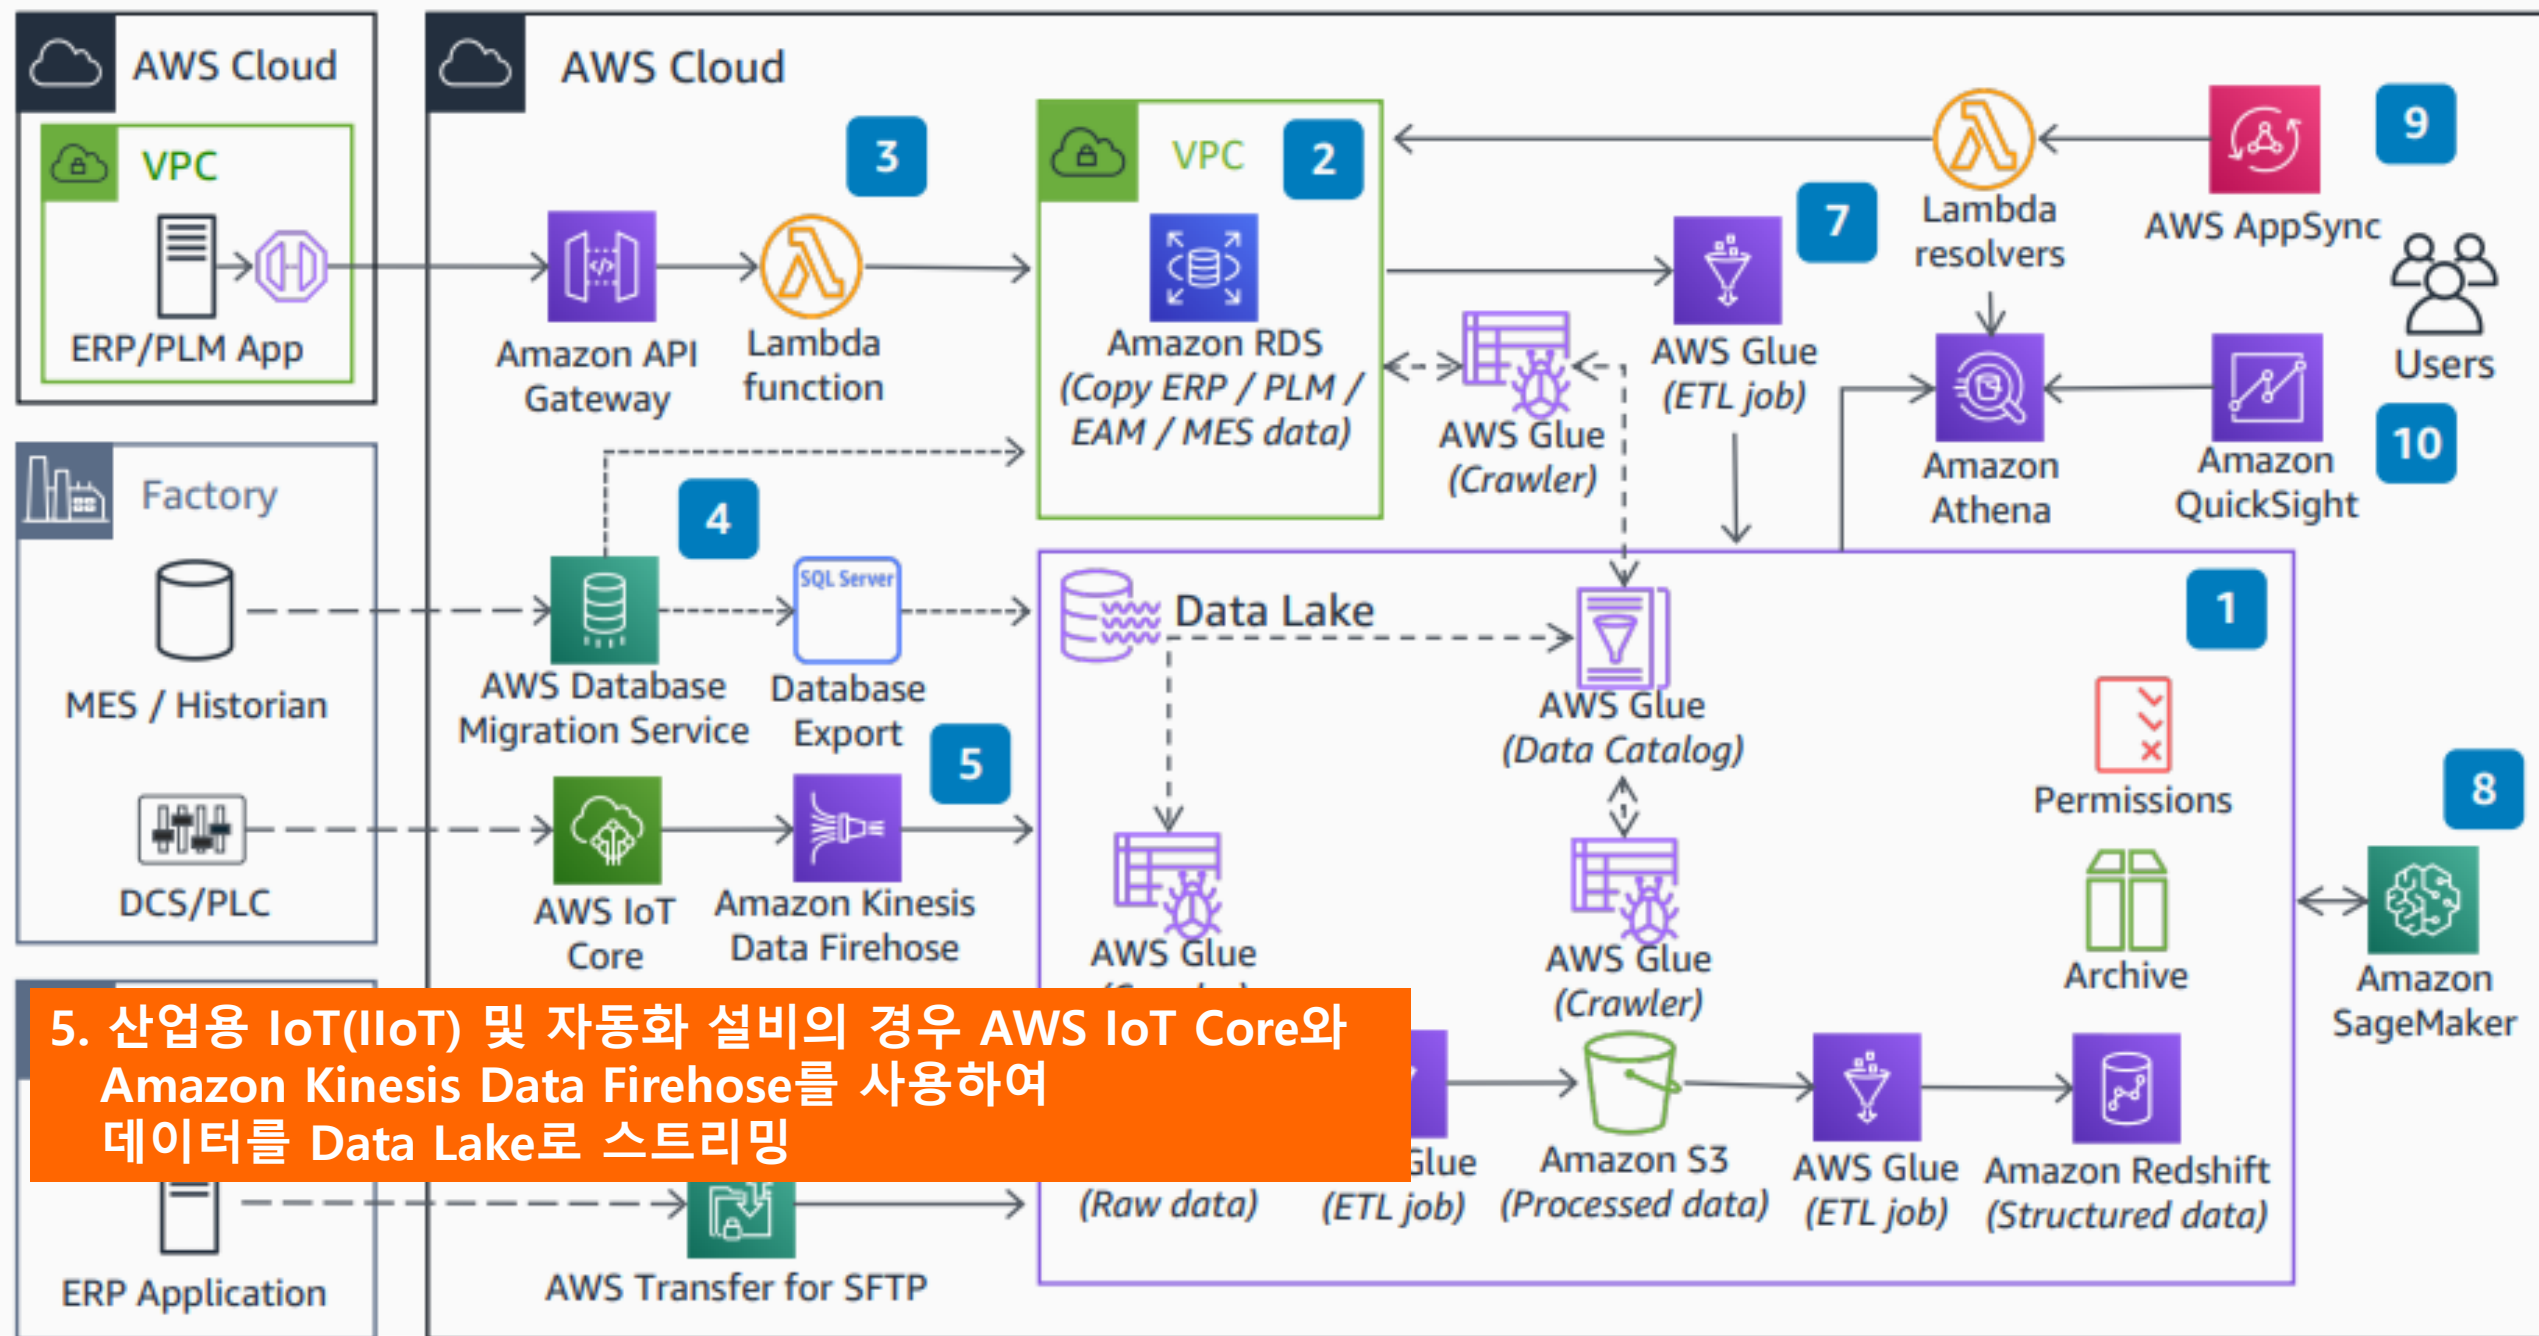 AWS Cloud
VPC
ERP/PLM App
Factory
MES / Historian
DCS/PLC
ERP Application
AWS Cloud
3
Amazon API
Gateway
Lambda
function
VPC
2
Amazon RDS
(Copy ERP / PLM /
EAM / MES data)
AWS Glue
(Crawler)
7
AWS Glue
(ETL job)
Lambda
resolvers
AWS AppSync
9
Users
Amazon
Athena
Amazon
QuickSight
10
4
AWS Database
Migration Service
SQL Server
Database
Export
5
AWS IoT
Core
Amazon Kinesis
Data Firehose
Data Lake
1
AWS Glue
(Data Catalog)
Permissions
8
AWS Glue
AWS Glue
(Crawler)
Archive
Amazon
SageMaker
5. 산업용 IoT(IIoT) 및 자동화 설비의 경우 AWS IoT Core와
Amazon Kinesis Data Firehose를 사용하여
데이터를 Data Lake로 스트리밍
(Raw data)
Glue
(ETL job)
Amazon S3
(Processed data)
AWS Glue
(ETL job)
Amazon Redshift
(Structured data)
AWS Transfer for SFTP